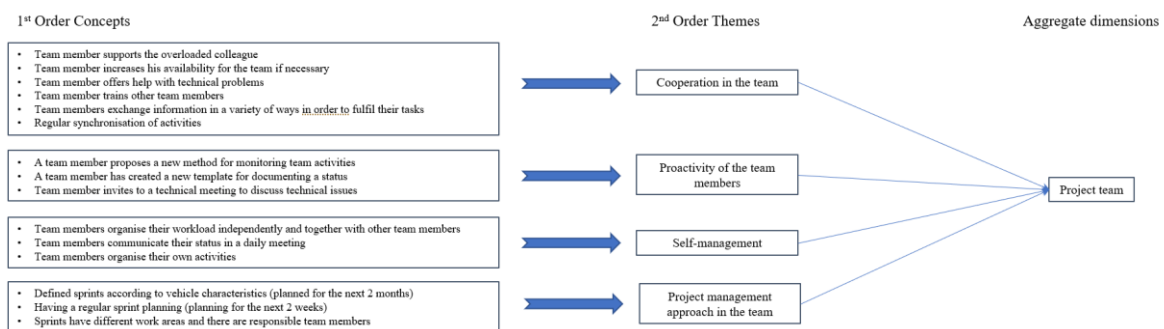 1st Order Concepts
2nd Order Themes
Aggregate dimensions
• Team member supports the overloaded colleague
• Team member increases his availability for the team if necessary
• Team member offers help with technical problems
• Team member trains other team members
• Team members exchange information in a variety of ways in order to fulfil their tasks
• Regular synchronisation of activities
Cooperation in the team
• A team member proposes a new method for monitoring team activities
• A team member has created a new template for documenting a status
• Team member invites to a technical meeting to discuss technical issues
Proactivity of the team
members
Project team
• Team members organise their workload independently and together with other team members
• Team members communicate their status in a daily meeting
• Team members organise their own activities
Self-management
• Defined sprints according to vehicle characteristics (planned for the next 2 months)
• Having a regular sprint planning (planning for the next 2 weeks)
• Sprints have different work areas and there are responsible team members
Project management
approach in the team